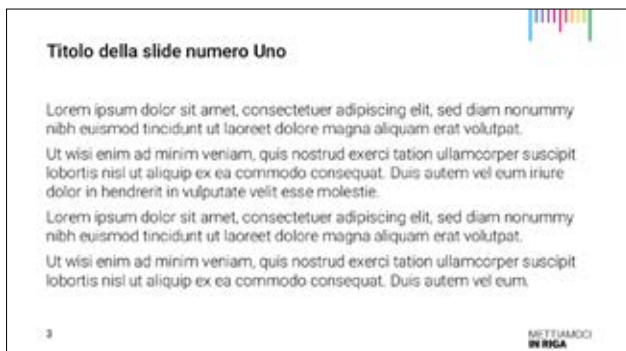 Titolo della slide numero Uno
Lorem ipsum dolor sit amet, consectetuer adipiscing elit, sed diam nonummy
nibh euismod tincidunt ut laoreet dolore magna aliquam erat volutpat.
Ut wisi enim ad minim veniam, quis nostrud exerci tation ullamcorper suscipit
lobortis nisl ut aliquip ex ea commodo consequat. Duis autem vel eum iriure
dolor in hendrerit in vulputate velit esse molestie.
Lorem ipsum dolor sit amet, consectetuer adipiscing elit, sed diam nonummy
nibh euismod tincidunt ut laoreet dolore magna aliquam erat volutpat.
Ut wisi enim ad minim veniam, quis nostrud exerci tation ullamcorper suscipit
lobortis nisl ut aliquip ex ea commodo consequat. Duis autem vel eum.
3
METTIAMOCI
IN RIGA